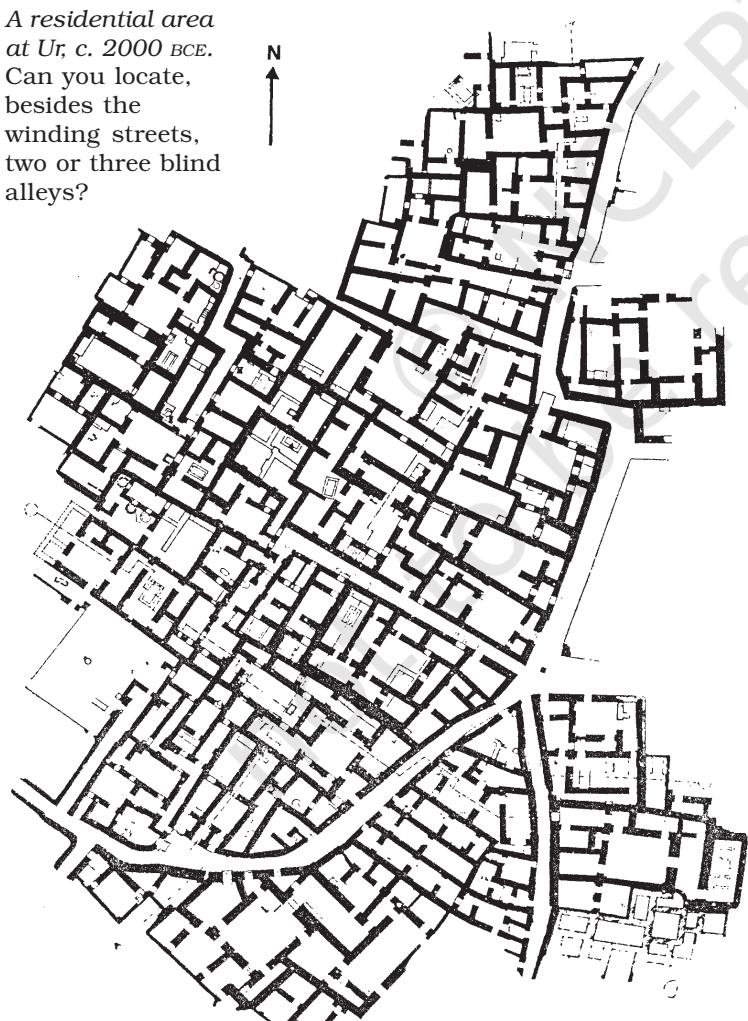 A residential area
at Ur, c. 2000 BCE.
Can you locate,
besides the
winding streets,
two or three blind
alleys?
N
© NCERT
not to be re